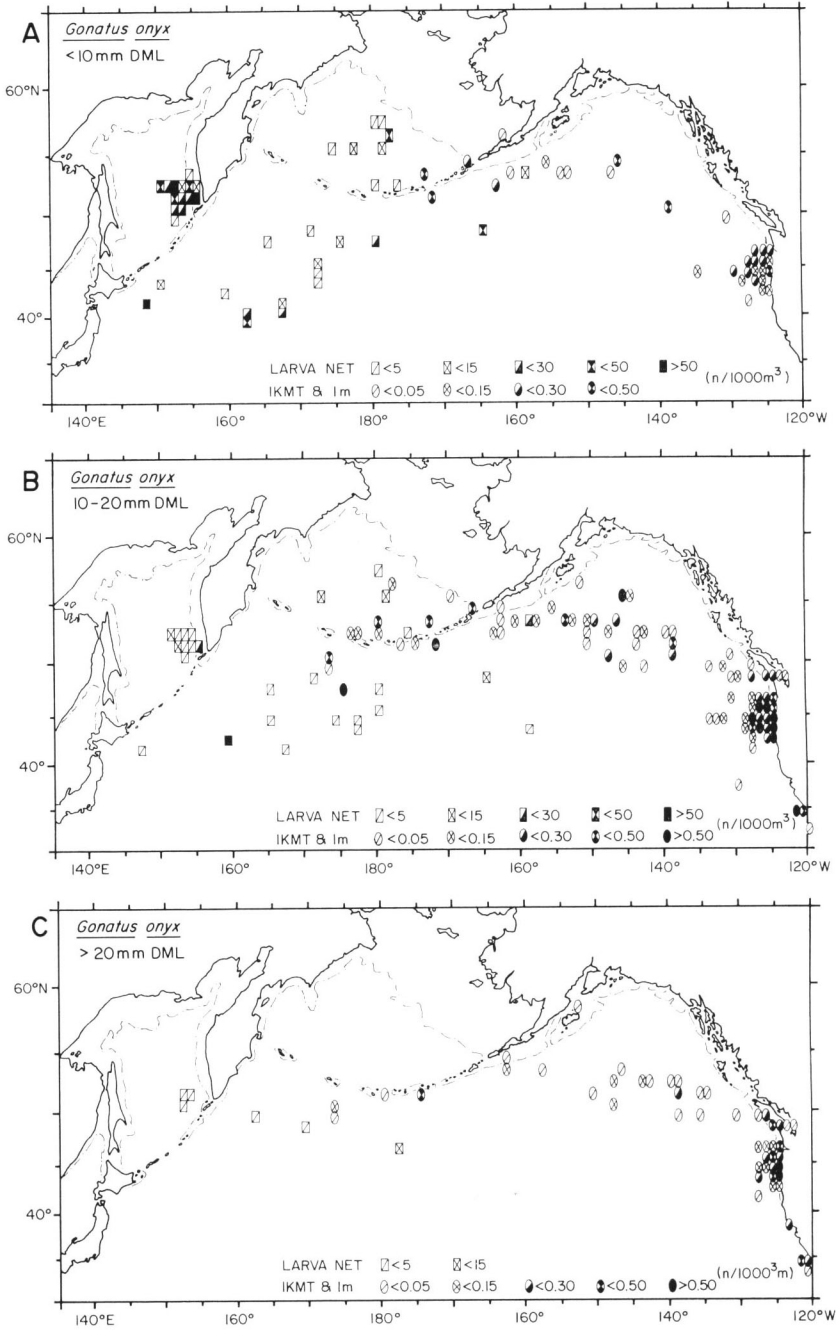 A
Gonatus onyx
<10mm DML
60°N
40°
LARVA NET <5 <15 <30 <50 >50 (n/1000m³)
IKMT & 1m <0.05 <0.15 <0.30 <0.50
140°E 160° 180° 160° 140° 120°W
B
Gonatus onyx
10-20mm DML
60°N
40°
LARVA NET <5 <15 <30 <50 >50 (n/1000m³)
IKMT & 1m <0.05 <0.15 <0.30 <0.50 >0.50
140°E 160° 180° 160° 140° 120°W
C
Gonatus onyx
> 20mm DML
60°N
40°
LARVA NET <5 <15
IKMT & 1m <0.05 <0.15 <0.30 <0.50 >0.50 (n/1000³m)
140°E 160° 180° 160° 140° 120°W